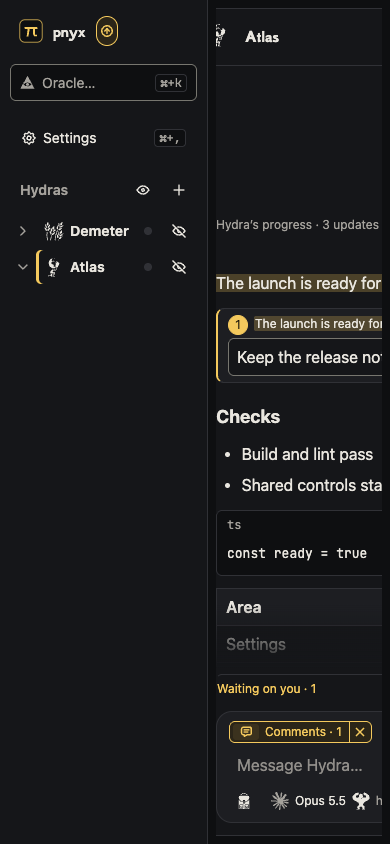 pnyx
Oracle...
⌘+k
Settings
⌘+,
Hydras
Demeter
Atlas
Atlas
Hydra's progress · 3 updates
The launch is ready for
1
The launch is ready for
Keep the release no
Checks
• Build and lint pass
• Shared controls sta
ts
const ready = true
Area
Settings
Waiting on you · 1
Comments · 1
Message Hydra...
Opus 5.5
h